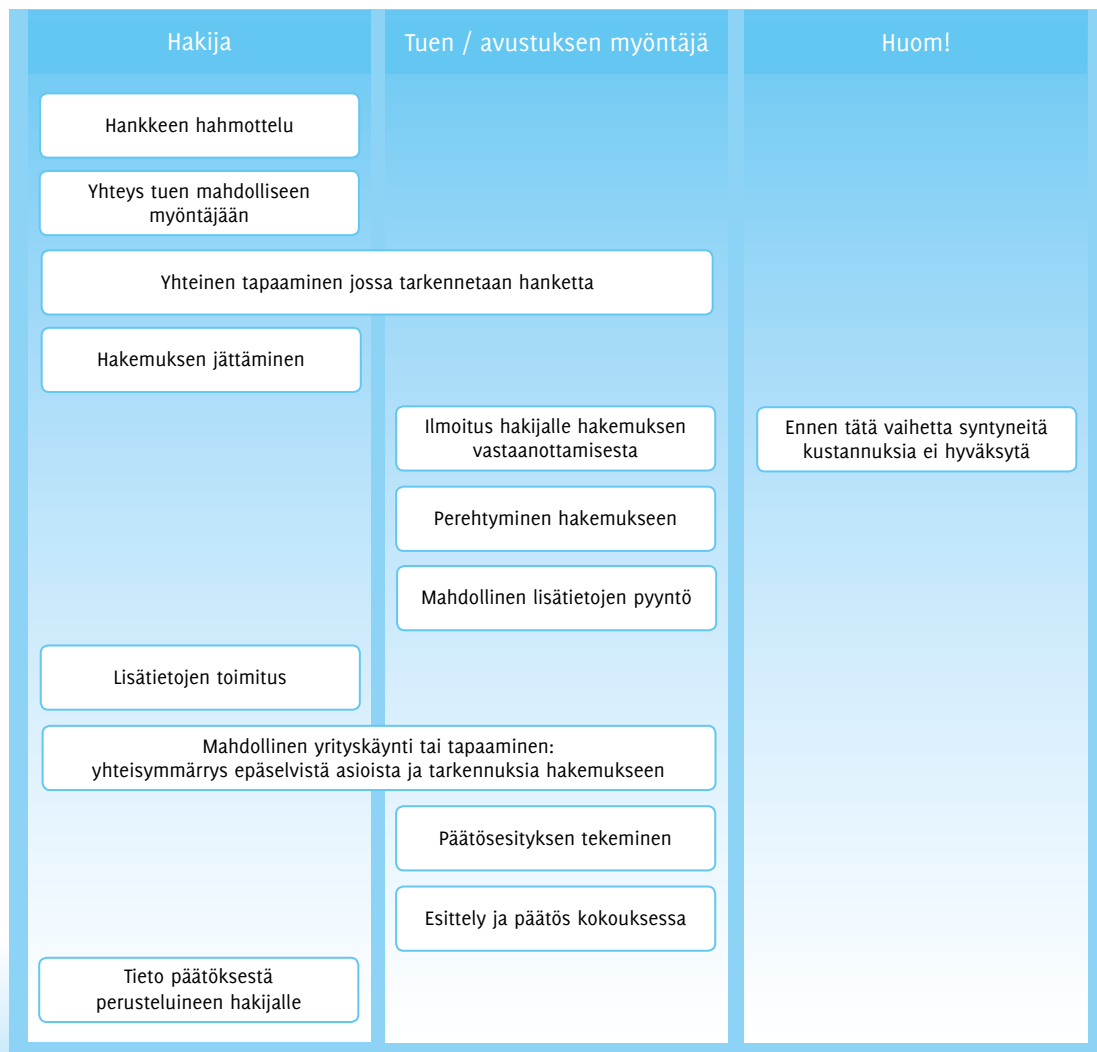 Hakija
Tuen / avustuksen myöntäjä
Huom!
Hankkeen hahmottelu
Yhteys tuen mahdolliseen
myöntäjään
Yhteinen tapaaminen jossa tarkennetaan hanketta
Hakemuksen jättäminen
Ilmoitus hakijalle hakemuksen
vastaanottamisesta
Ennen tätä vaihetta syntyneitä
kustannuksia ei hyväksytä
Perehtyminen hakemukseen
Mahdollinen lisätietojen pyyntö
Lisätietojen toimitus
Mahdollinen yrityskäynti tai tapaaminen:
yhteisymmärrys epäselvistä asioista ja tarkennuksia hakemukseen
Päätösesityksen tekeminen
Esittely ja päätös kokouksessa
Tieto päätöksestä
perusteluineen hakijalle